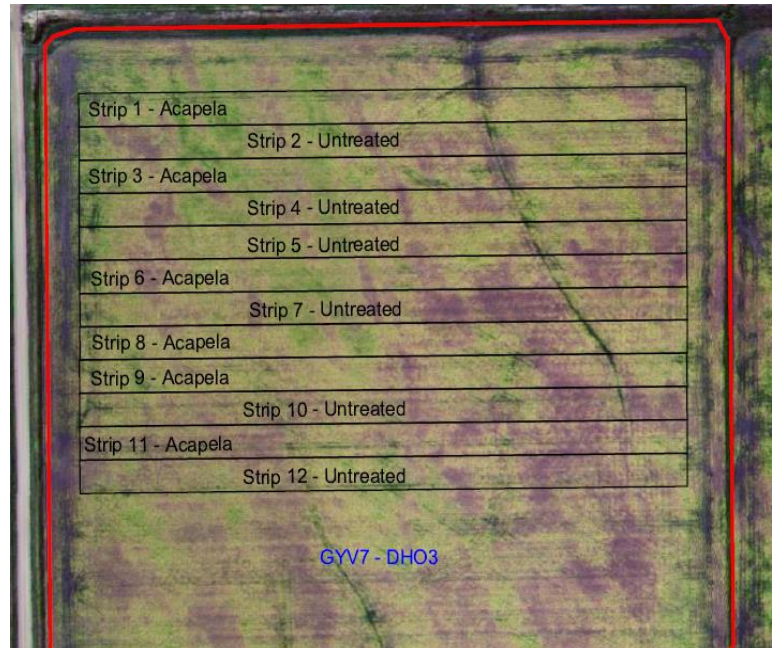 Strip 1 - Acapela
Strip 2 - Untreated
Strip 3 - Acapela
Strip 4 - Untreated
Strip 5 - Untreated
Strip 6 - Acapela
Strip 7 - Untreated
Strip 8 - Acapela
Strip 9 - Acapela
Strip 10 - Untreated
Strip 11 - Acapela
Strip 12 - Untreated
GYV7 - DHO3